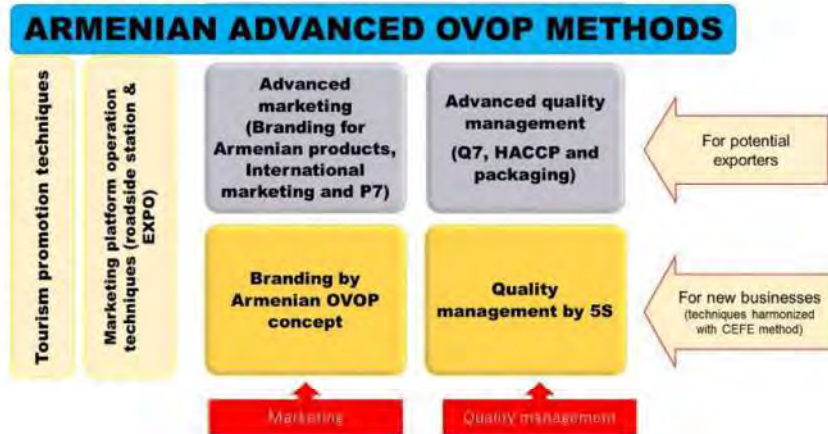 ARMENIAN ADVANCED OVOP METHODS
Tourism promotion techniques
Marketing platform operation
techniques (roadside station &
EXPO)
Advanced
marketing
(Branding for
Armenian products,
International
marketing and P7)
Advanced quality
management
(Q7, HACCP and
packaging)
For potential
exporters
Branding by
Armenian OVOP
concept
Quality
management by 5S
For new businesses
(techniques harmonized
with CEFE method)
Marketing
Quality management